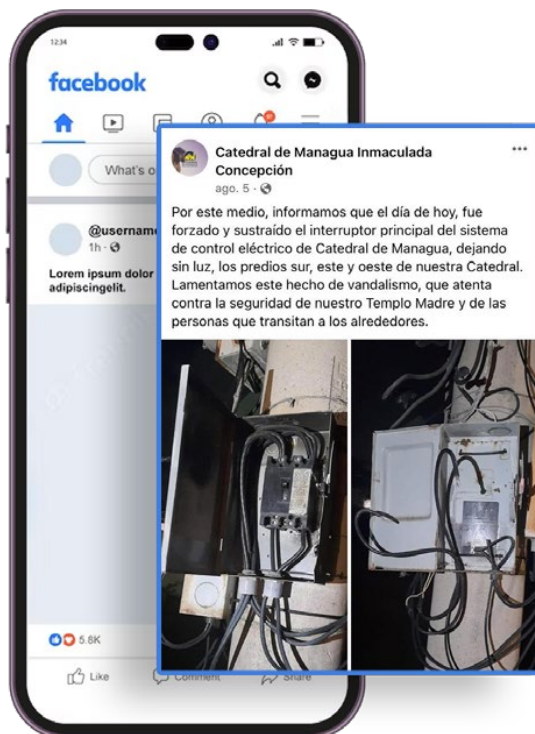 1234
facebook
What's o
Catedral de Managua Inmaculada
Concepción
ago. 5 ·
Por este medio, informamos que el día de hoy, fue
forzado y sustraído el interruptor principal del sistema
de control eléctrico de Catedral de Managua, dejando
sin luz, los predios sur, este y oeste de nuestra Catedral.
Lamentamos este hecho de vandalismo, que atenta
contra la seguridad de nuestro Templo Madre y de las
personas que transitan a los alrededores.
@username
1h ·
Lorem ipsum dolor
adipiscingelit.
5.8K
Like
Comment
Share